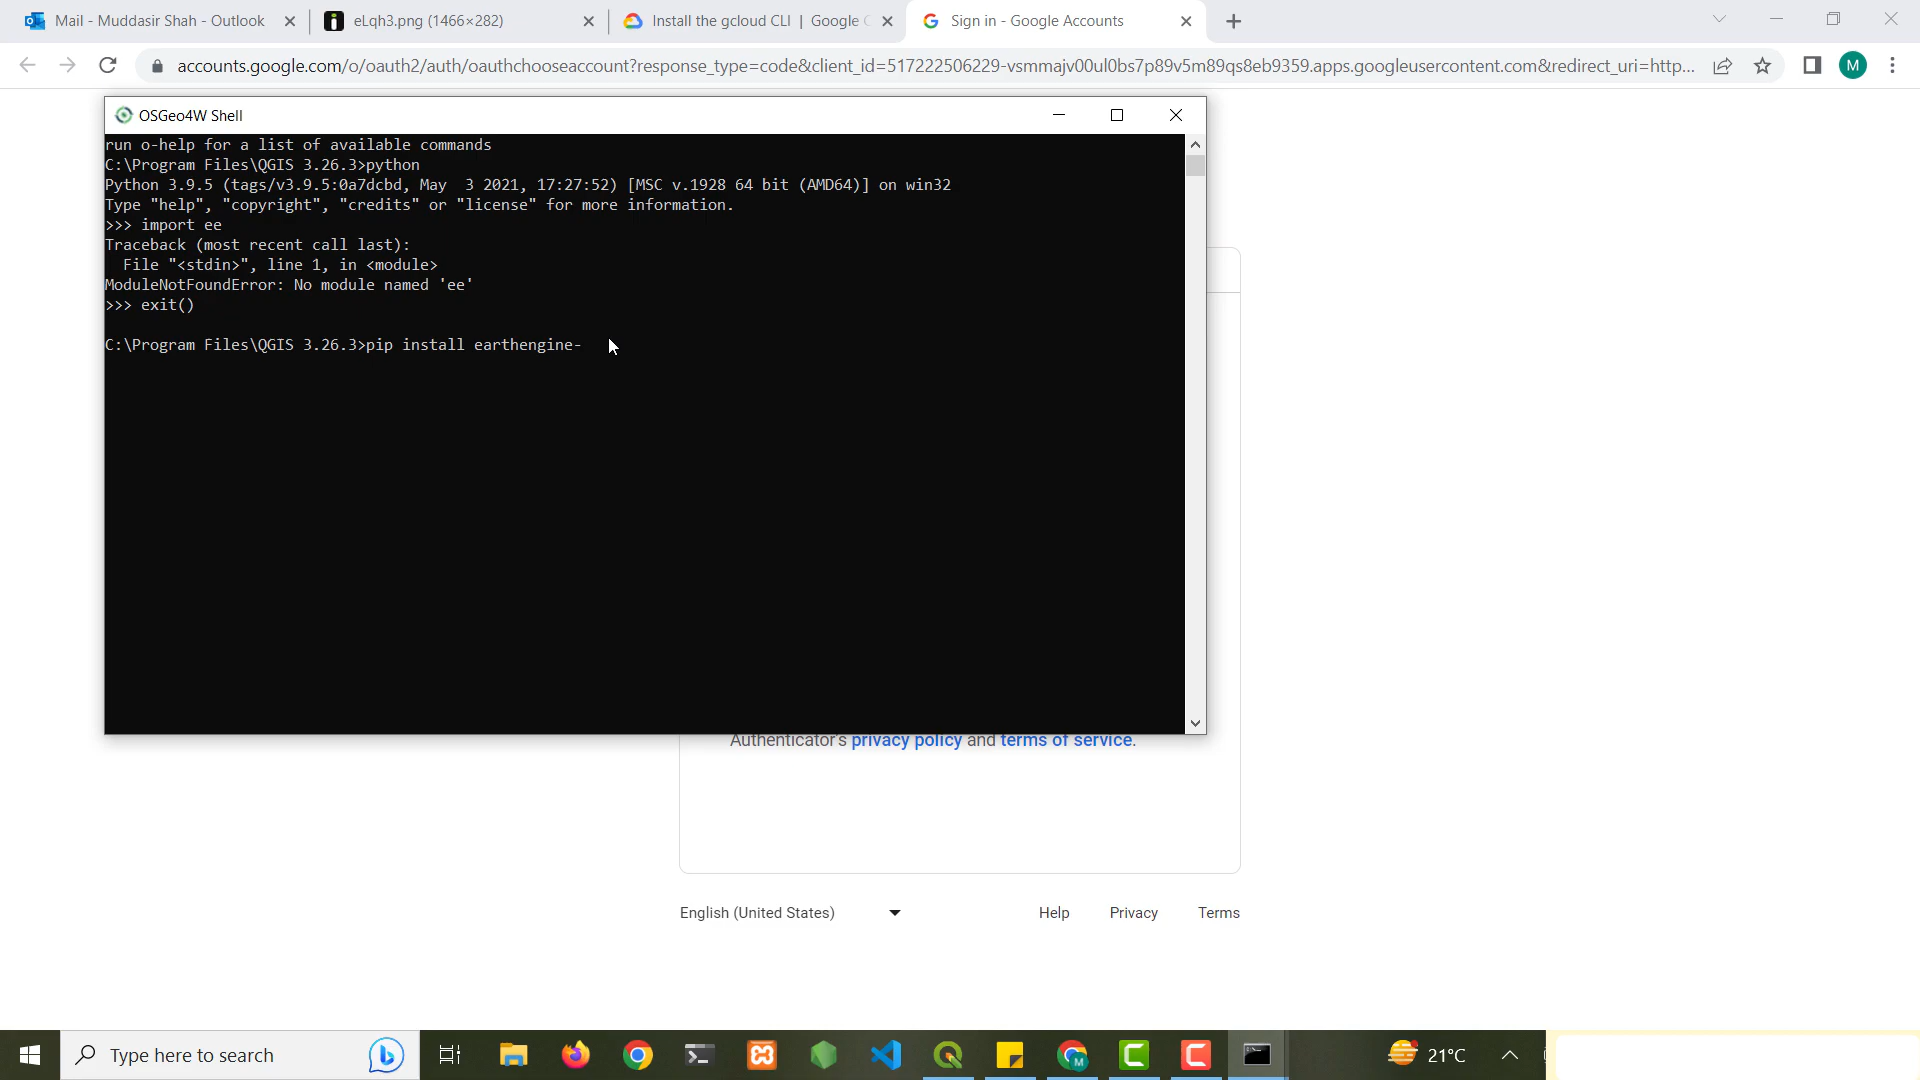 Mail - Muddasir Shah - Outlook
eLqh3.png (1466×282)
Install the gcloud CLI | Google C
Sign in - Google Accounts
accounts.google.com/o/oauth2/auth/oauthchooseaccount?response_type=code&client_id=517222506229-vsmmajv00ul0bs7p89v5m89qs8eb9359.apps.googleusercontent.com&redirect_uri=http...
M
OSGeo4W Shell
run o-help for a list of available commands
C:\Program Files\QGIS 3.26.3>python
Python 3.9.5 (tags/v3.9.5:0a7dcbd, May  3 2021, 17:27:52) [MSC v.1928 64 bit (AMD64)] on win32
Type "help", "copyright", "credits" or "license" for more information.
>>> import ee
Traceback (most recent call last):
  File "<stdin>", line 1, in <module>
ModuleNotFoundError: No module named 'ee'
>>> exit()
C:\Program Files\QGIS 3.26.3>pip install earthengine-
Authenticator's privacy policy and terms of service.
English (United States)
Help
Privacy
Terms
Type here to search
21°C